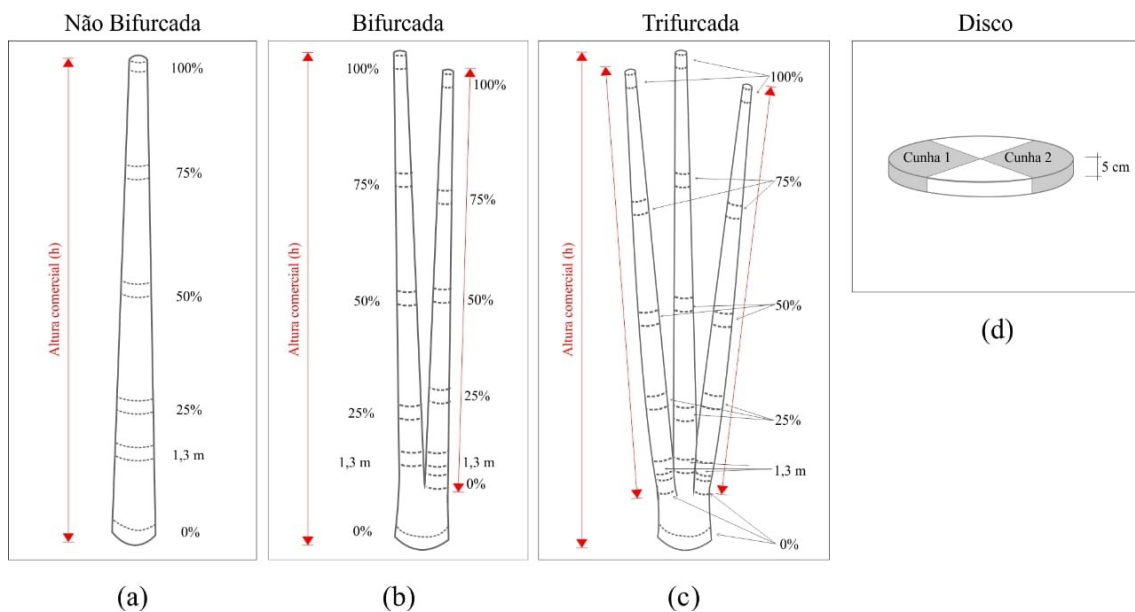 Não Bifurcada
Altura comercial (h)
100%
75%
50%
25%
1,3 m
0%
(a)
Bifurcada
Altura comercial (h)
100%
100%
75%
75%
50%
50%
25%
25%
1,3 m
1,3 m
0%
0%
(b)
Trifurcada
Altura comercial (h)
100%
75%
50%
25%
1,3 m
0%
(c)
Disco
Cunha 1
Cunha 2
5 cm
(d)